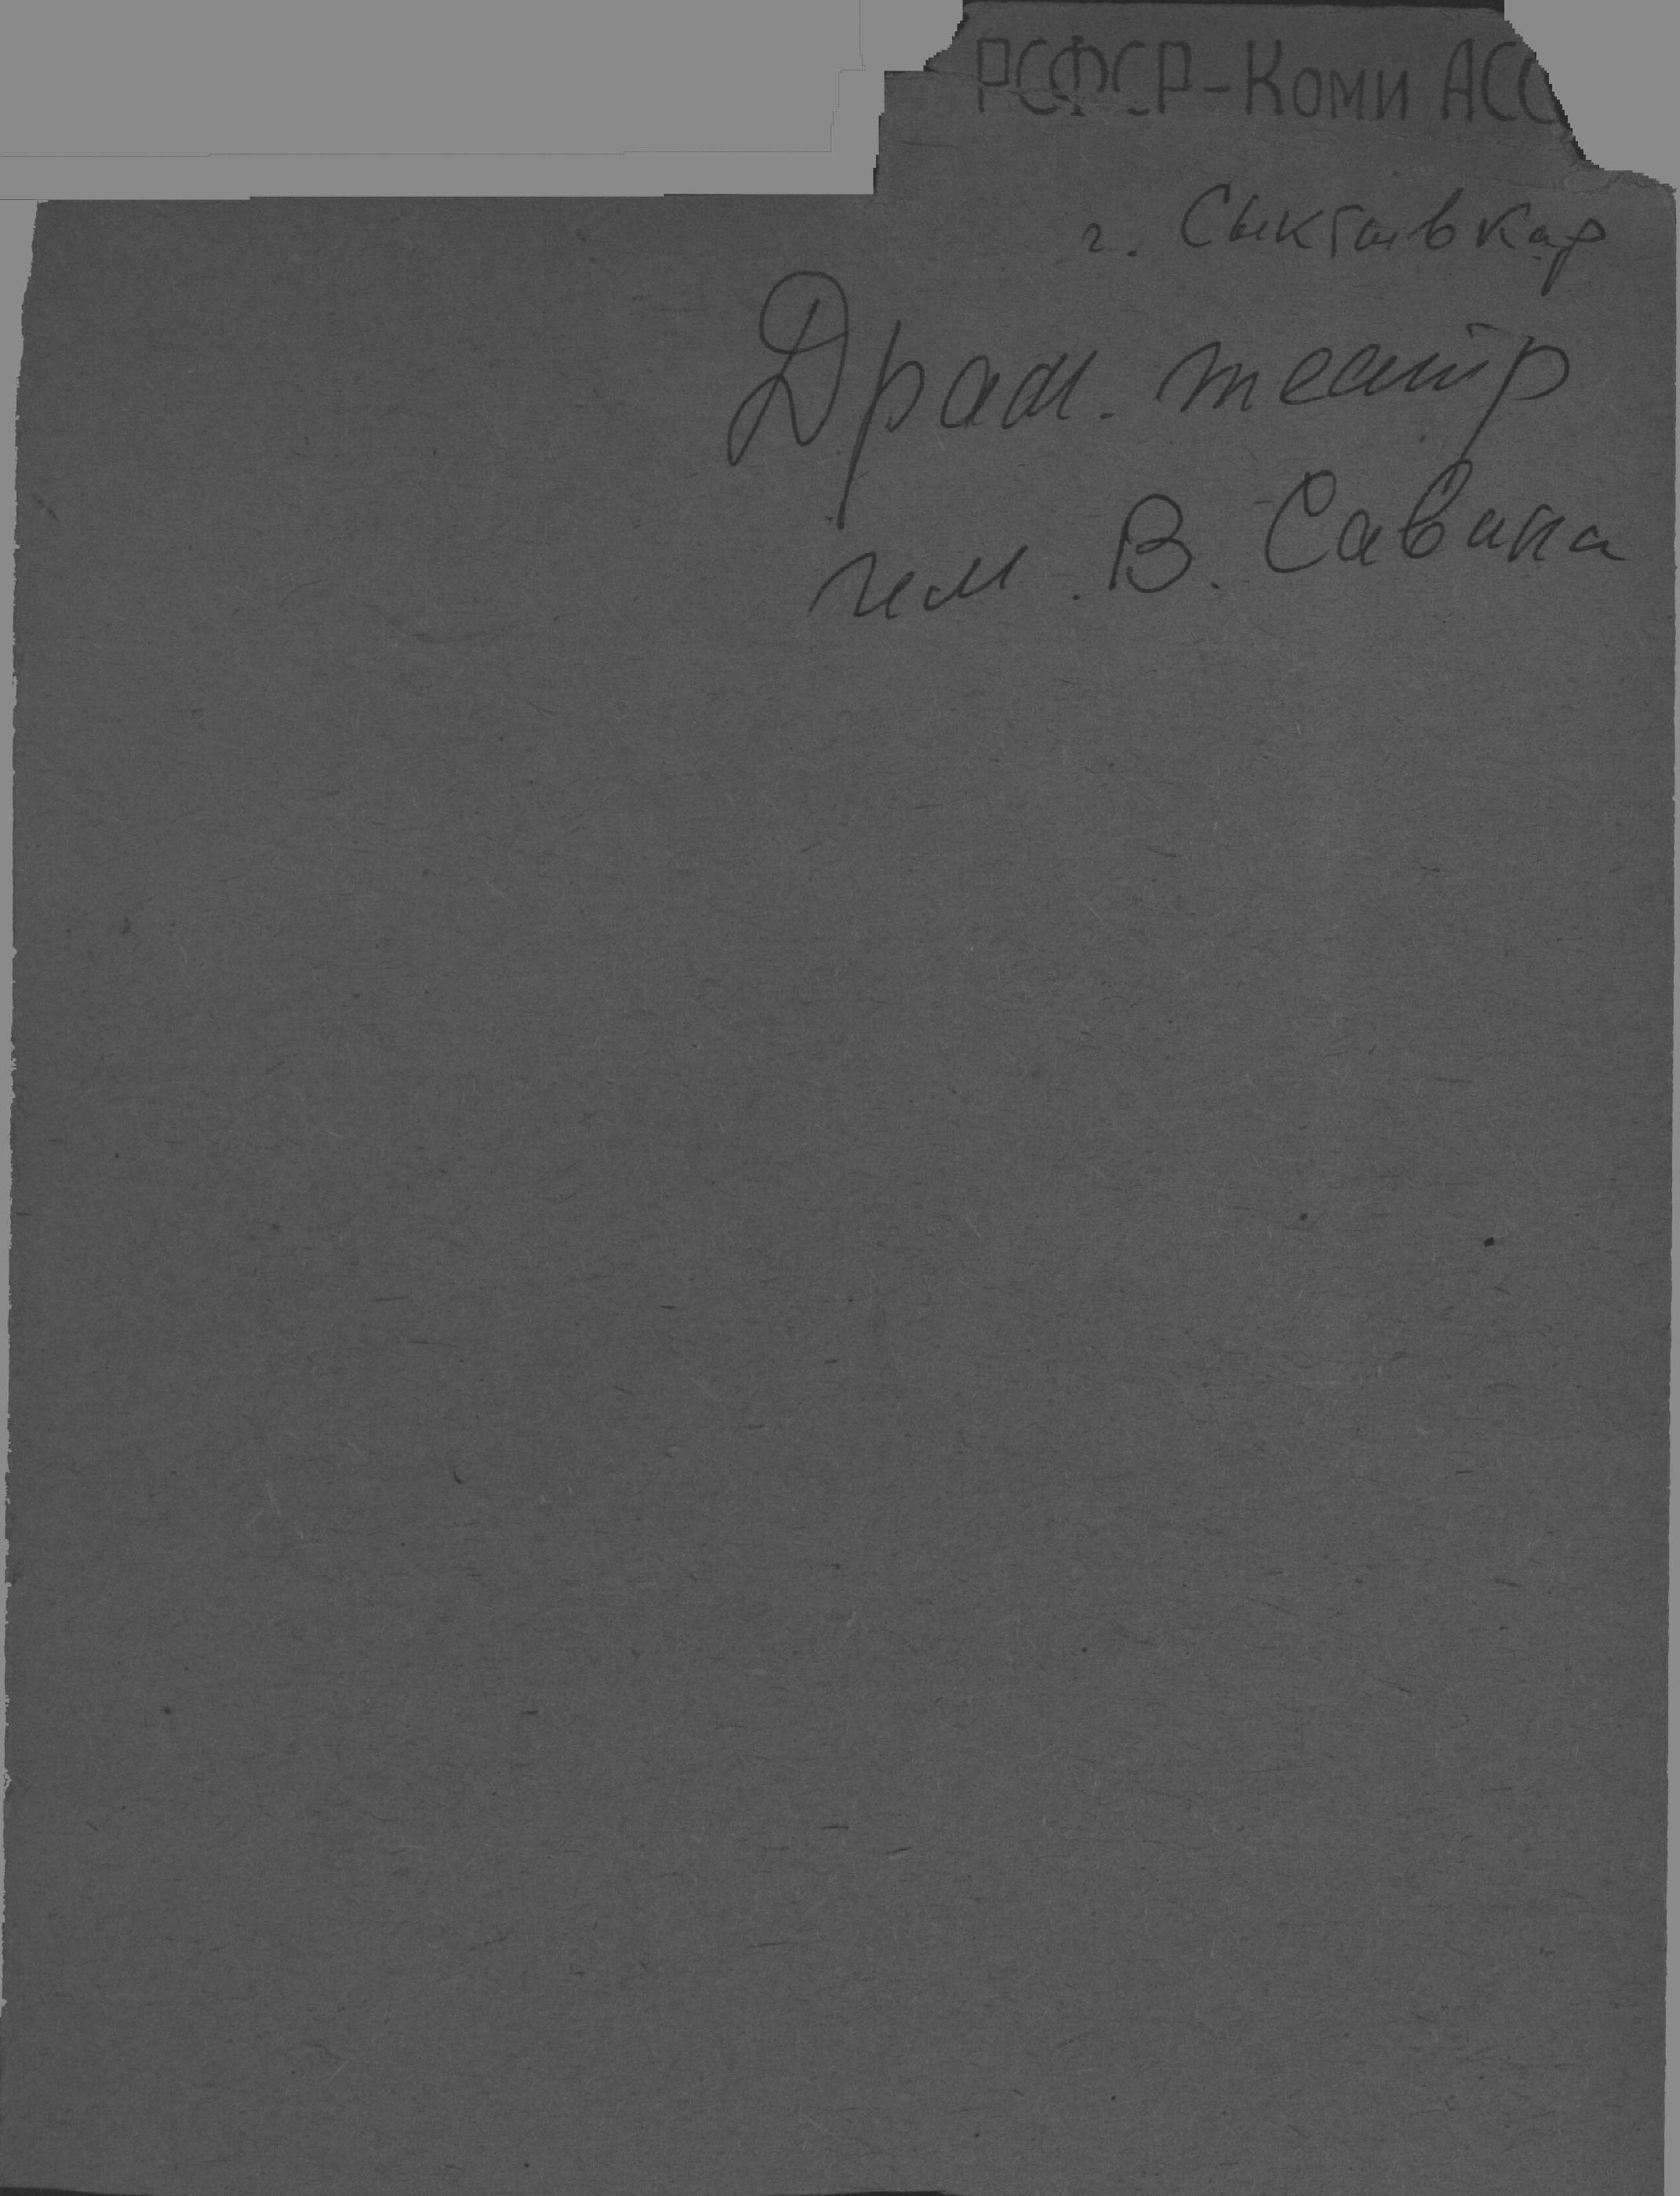 РСФСР-Коми АСС
г. Сыктывкар
Драм. театр
им. В. Савина